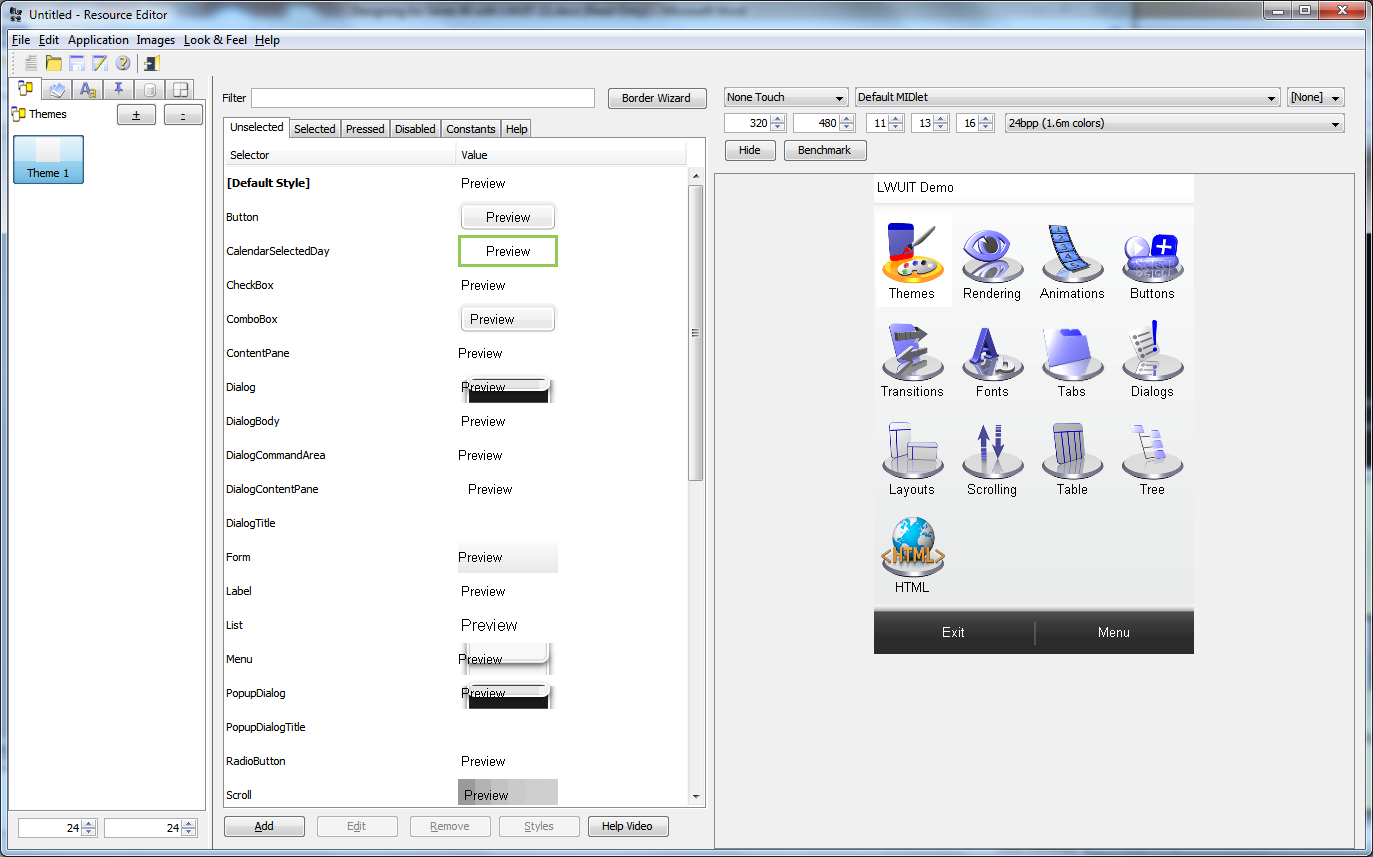 Untitled - Resource Editor
File Edit Application Images Look & Feel Help
Themes
+ -
Theme 1
24 24
Filter Border Wizard
Unselected Selected Pressed Disabled Constants Help
Selector Value
[Default Style] Preview
Button Preview
CalendarSelectedDay Preview
CheckBox Preview
ComboBox Preview
ContentPane Preview
Dialog Preview
DialogBody Preview
DialogCommandArea Preview
DialogContentPane Preview
DialogTitle
Form Preview
Label Preview
List Preview
Menu Preview
PopupDialog Preview
PopupDialogTitle
RadioButton Preview
Scroll Preview
Add Edit Remove Styles Help Video
None Touch Default MIDlet [None]
320 480 11 13 16 24bpp (1.6m colors)
Hide Benchmark
LWUIT Demo
Themes Rendering Animations Buttons
Transitions Fonts Tabs Dialogs
Layouts Scrolling Table Tree
<HTML>
HTML
Exit Menu